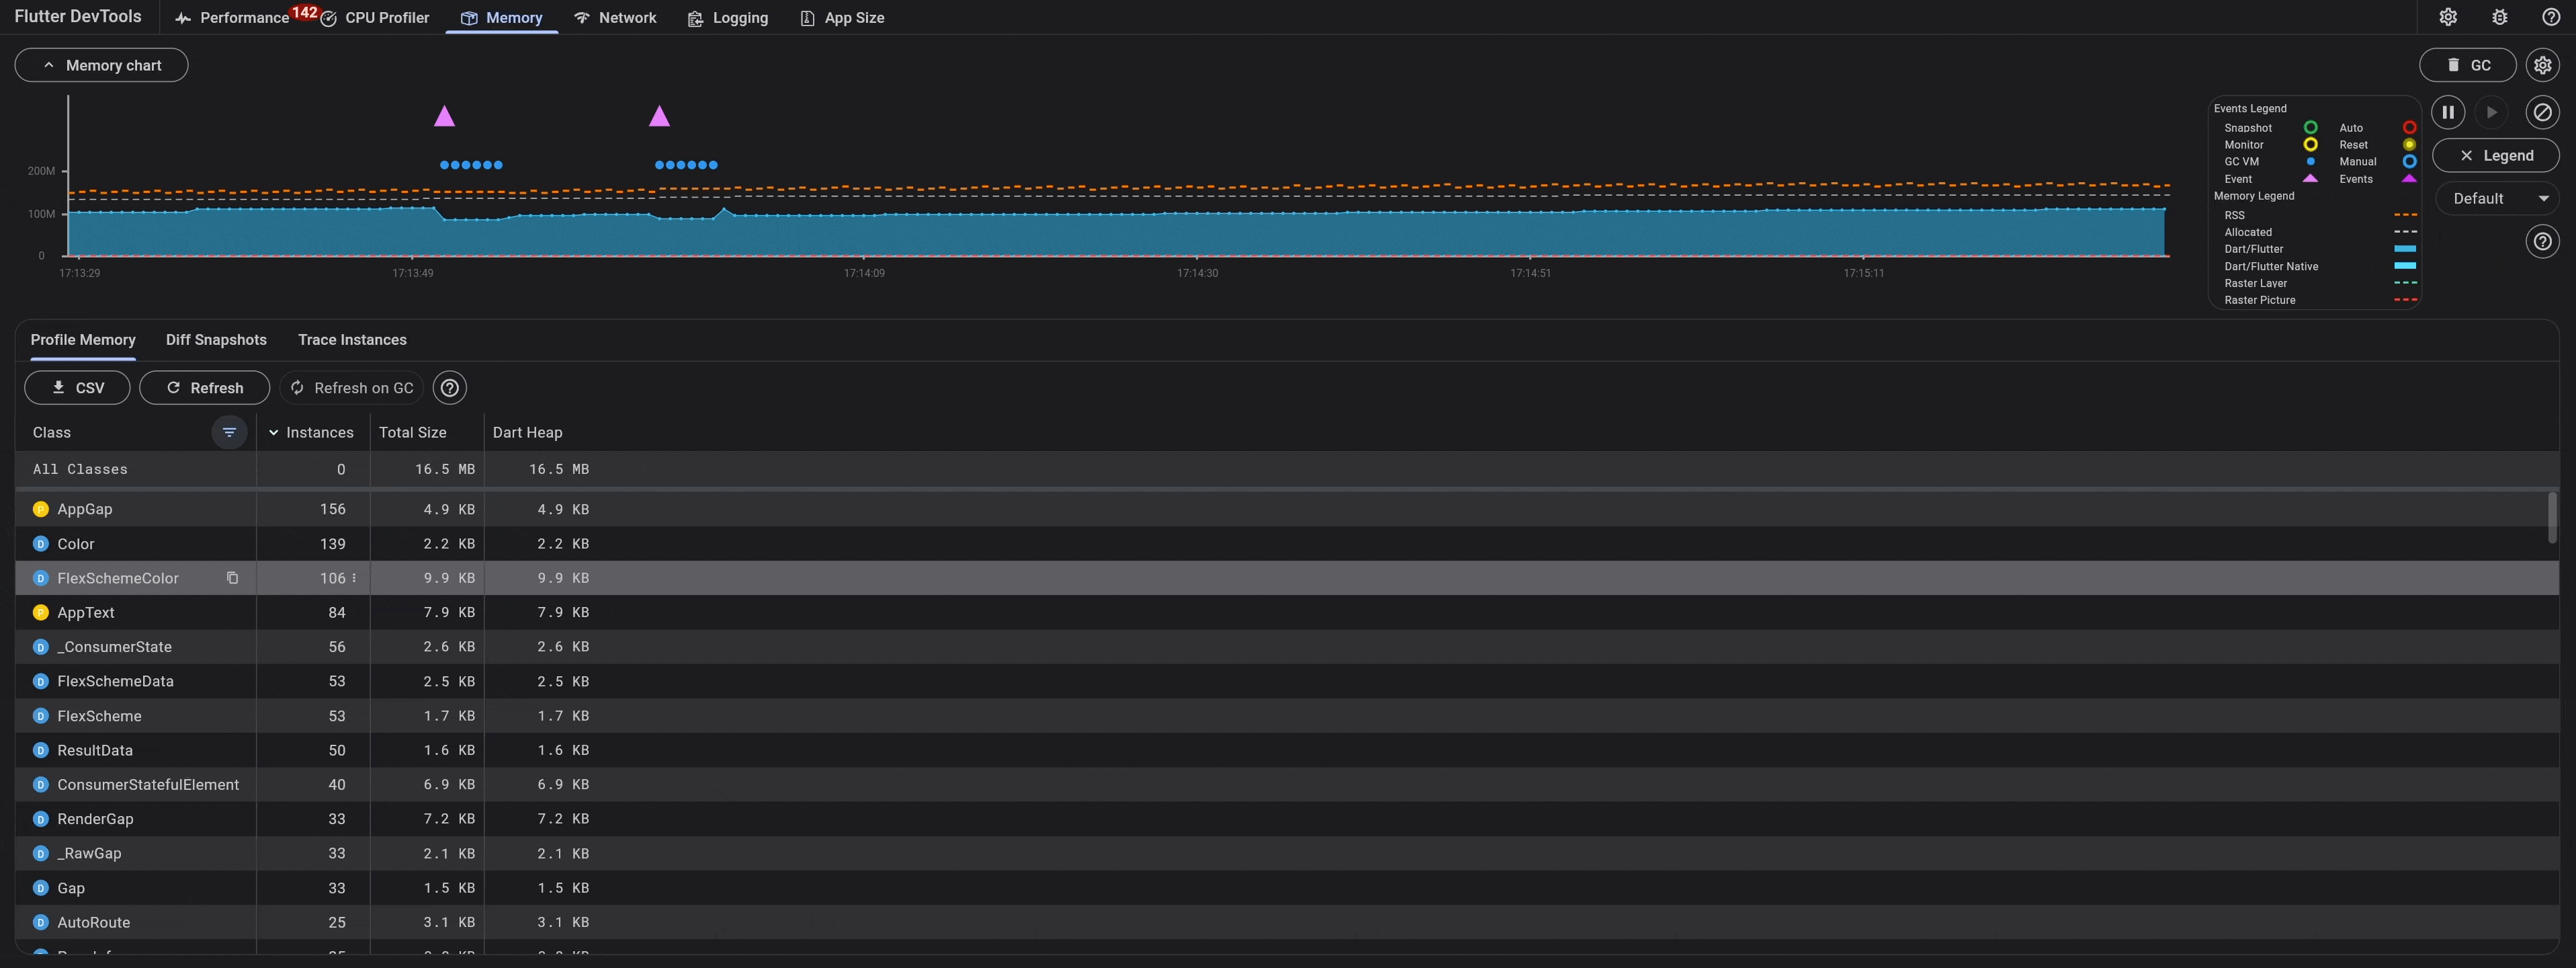 Flutter DevTools
Performance 142
CPU Profiler
Memory
Network
Logging
App Size
Memory chart
GC
200M
100M
0
17:13:29
17:13:49
17:14:09
17:14:30
17:14:51
17:15:11
Events Legend
Snapshot Auto
Monitor Reset
GC VM Manual
Event Events
Memory Legend
RSS
Allocated
Dart/Flutter
Dart/Flutter Native
Raster Layer
Raster Picture
Legend
Default
Profile Memory Diff Snapshots Trace Instances
CSV Refresh Refresh on GC
Class Instances Total Size Dart Heap
All Classes 0 16.5 MB 16.5 MB
P AppGap 156 4.9 KB 4.9 KB
D Color 139 2.2 KB 2.2 KB
D FlexSchemeColor 106 9.9 KB 9.9 KB
P AppText 84 7.9 KB 7.9 KB
D _ConsumerState 56 2.6 KB 2.6 KB
D FlexSchemeData 53 2.5 KB 2.5 KB
D FlexScheme 53 1.7 KB 1.7 KB
D ResultData 50 1.6 KB 1.6 KB
D ConsumerStatefulElement 40 6.9 KB 6.9 KB
D RenderGap 33 7.2 KB 7.2 KB
D _RawGap 33 2.1 KB 2.1 KB
D Gap 33 1.5 KB 1.5 KB
D AutoRoute 25 3.1 KB 3.1 KB